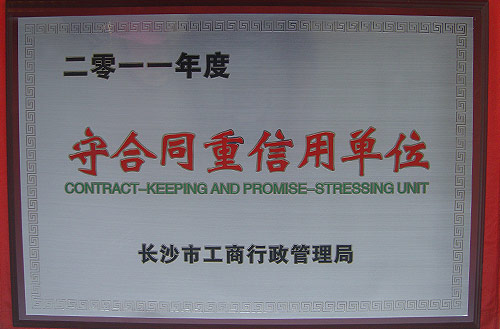 二零一一年度
守合同重信用单位
CONTRACT-KEEPING AND PROMISE-STRESSING UNIT
长沙市工商行政管理局